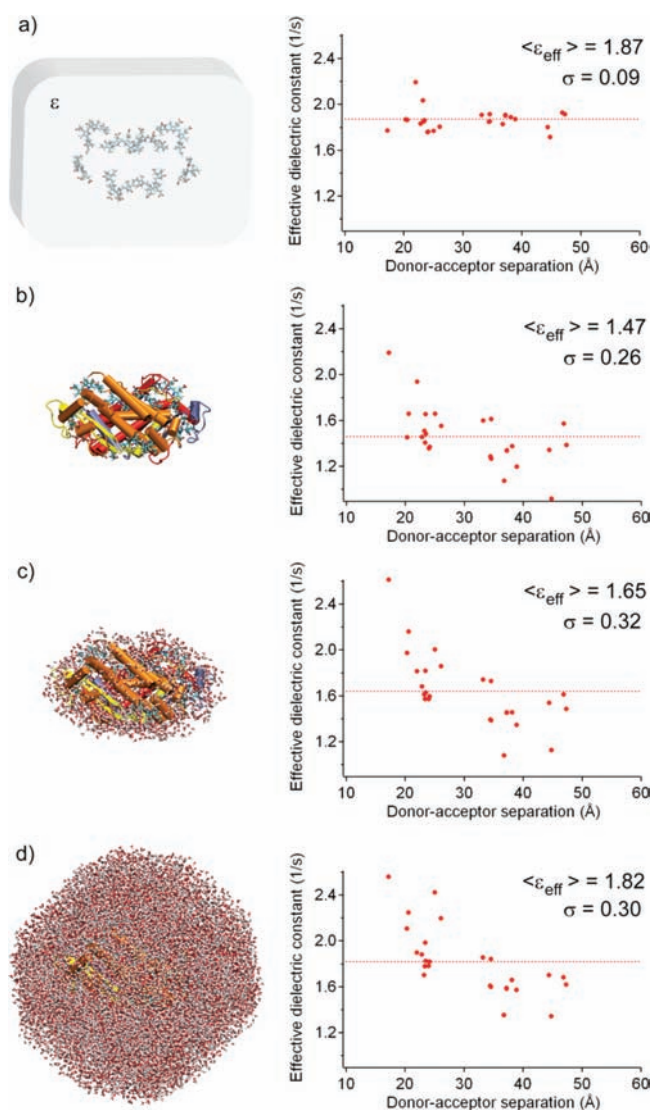 a)
ε
Effective dielectric constant (1/s)
2.4
2.0
1.6
1.2
<ε_eff> = 1.87
σ = 0.09
10 20 30 40 50 60
Donor-acceptor separation (Å)
b)
Effective dielectric constant (1/s)
2.4
2.0
1.6
1.2
<ε_eff> = 1.47
σ = 0.26
10 20 30 40 50 60
Donor-acceptor separation (Å)
c)
Effective dielectric constant (1/s)
2.4
2.0
1.6
1.2
<ε_eff> = 1.65
σ = 0.32
10 20 30 40 50 60
Donor-acceptor separation (Å)
d)
Effective dielectric constant (1/s)
2.4
2.0
1.6
1.2
<ε_eff> = 1.82
σ = 0.30
10 20 30 40 50 60
Donor-acceptor separation (Å)